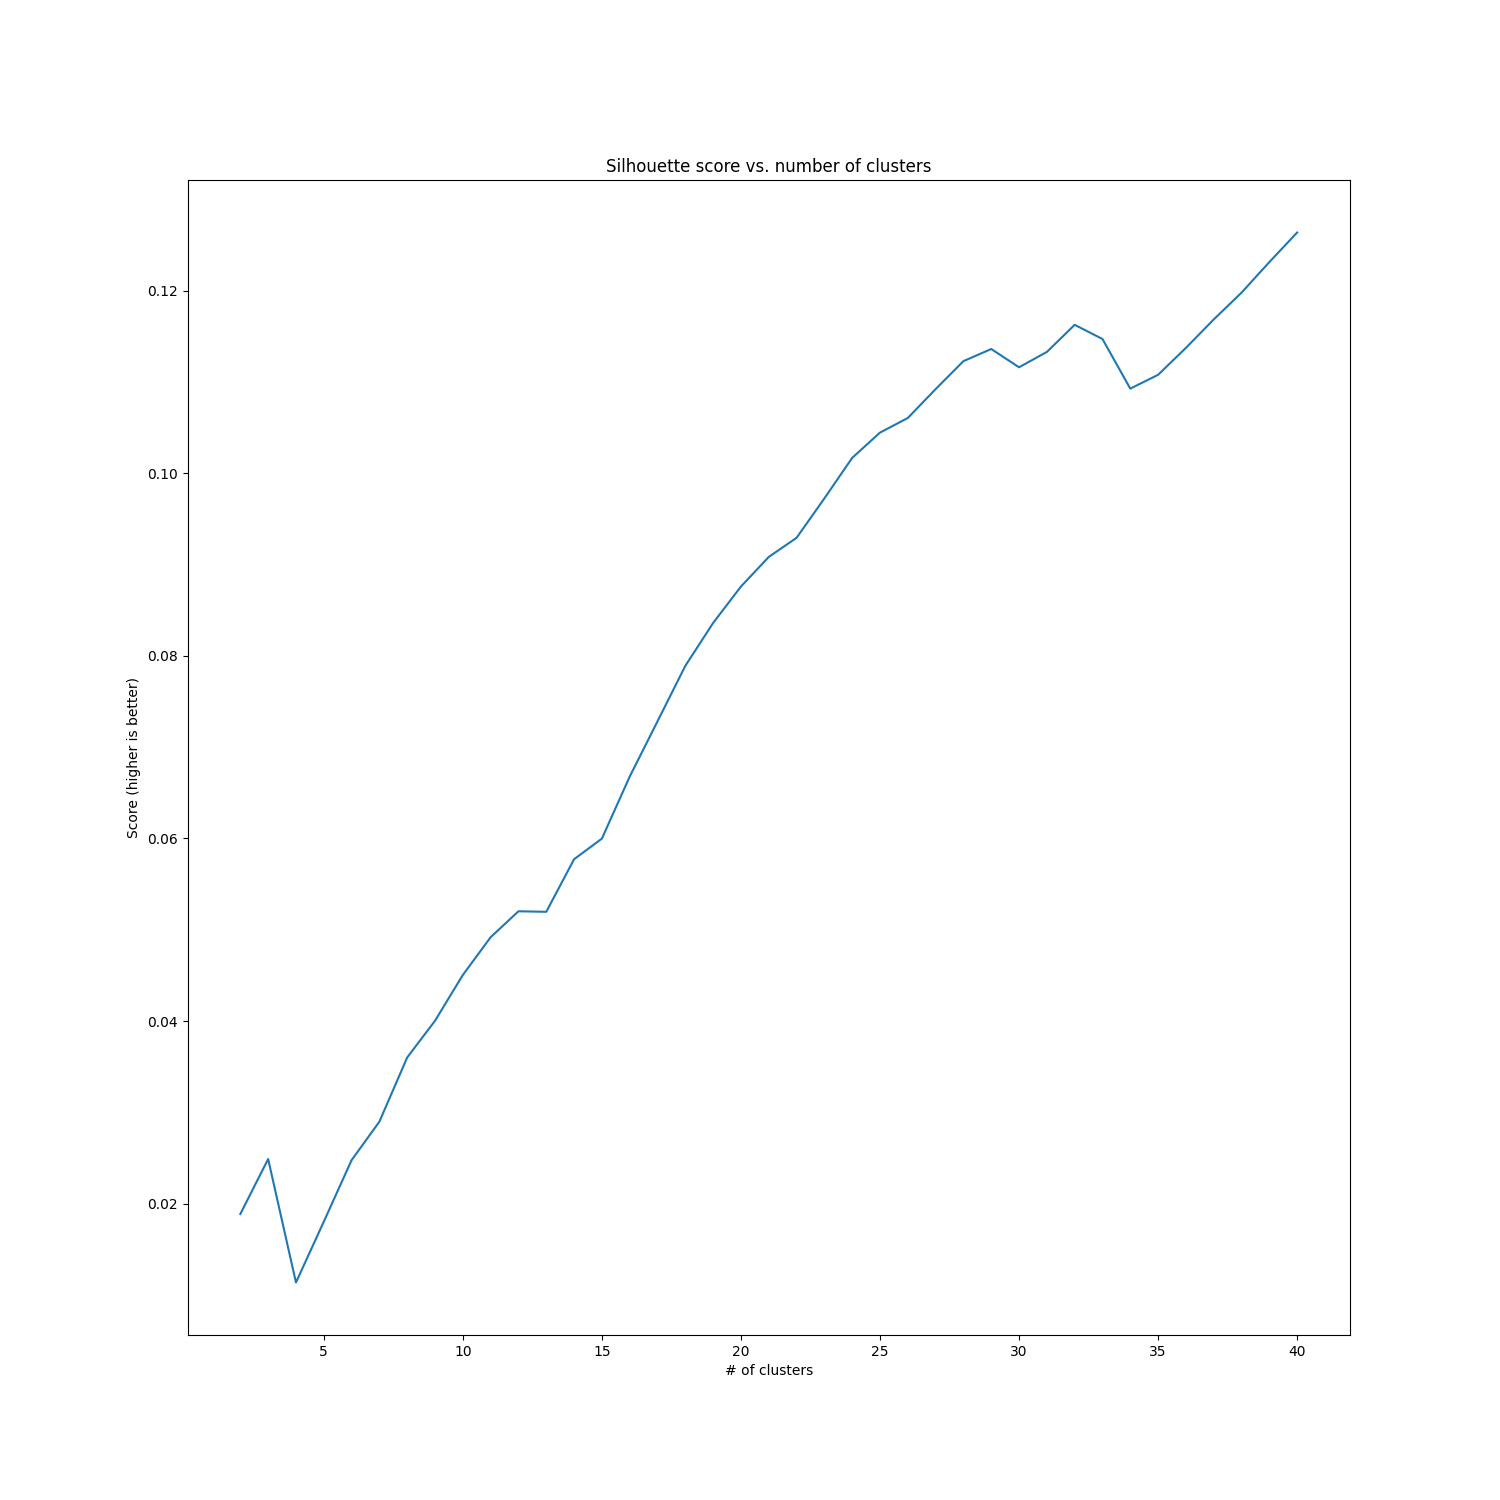 Silhouette score vs. number of clusters
0.12
0.10
0.08
0.06
0.04
0.02
Score (higher is better)
5 10 15 20 25 30 35 40
# of clusters